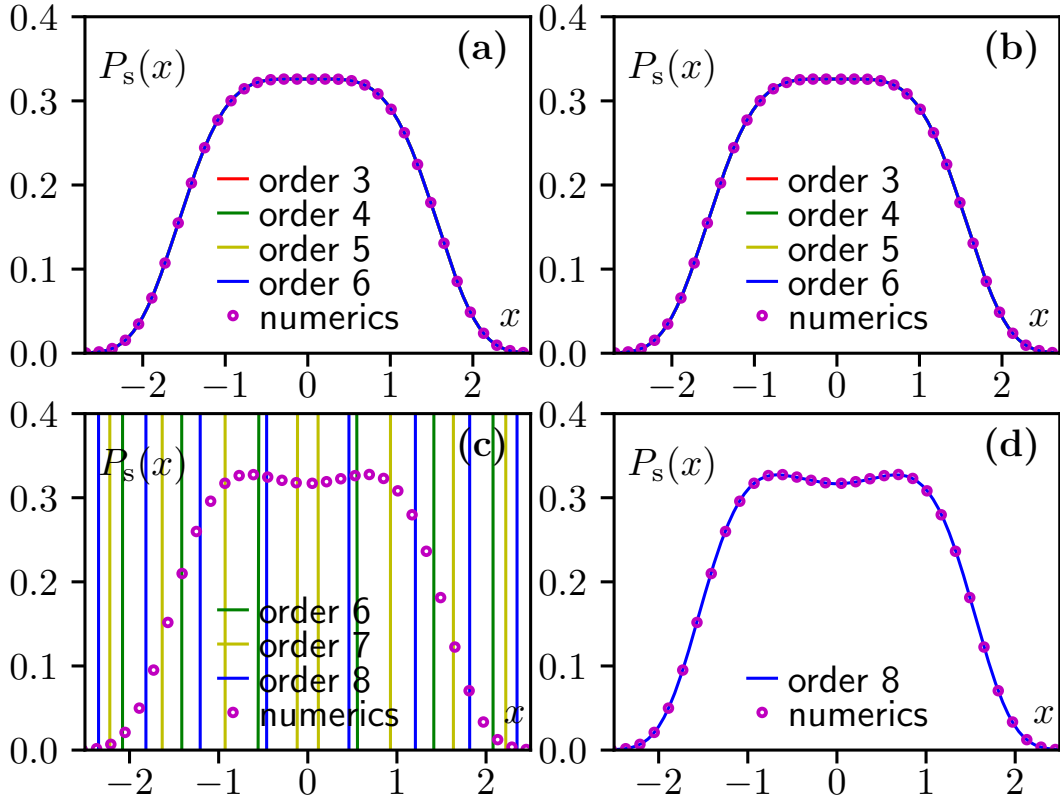 0.4
P_s(x)
(a)
0.3
0.2
order 3
order 4
0.1
order 5
order 6
numerics
x
0.0
−2 −1 0 1 2
0.4
P_s(x)
(b)
0.3
0.2
order 3
order 4
0.1
order 5
order 6
numerics
x
0.0
−2 −1 0 1 2
0.4
P_s(x)
(c)
0.3
0.2
order 6
order 7
0.1
order 8
numerics
x
0.0
−2 −1 0 1 2
0.4
P_s(x)
(d)
0.3
0.2
0.1
order 8
numerics
x
0.0
−2 −1 0 1 2